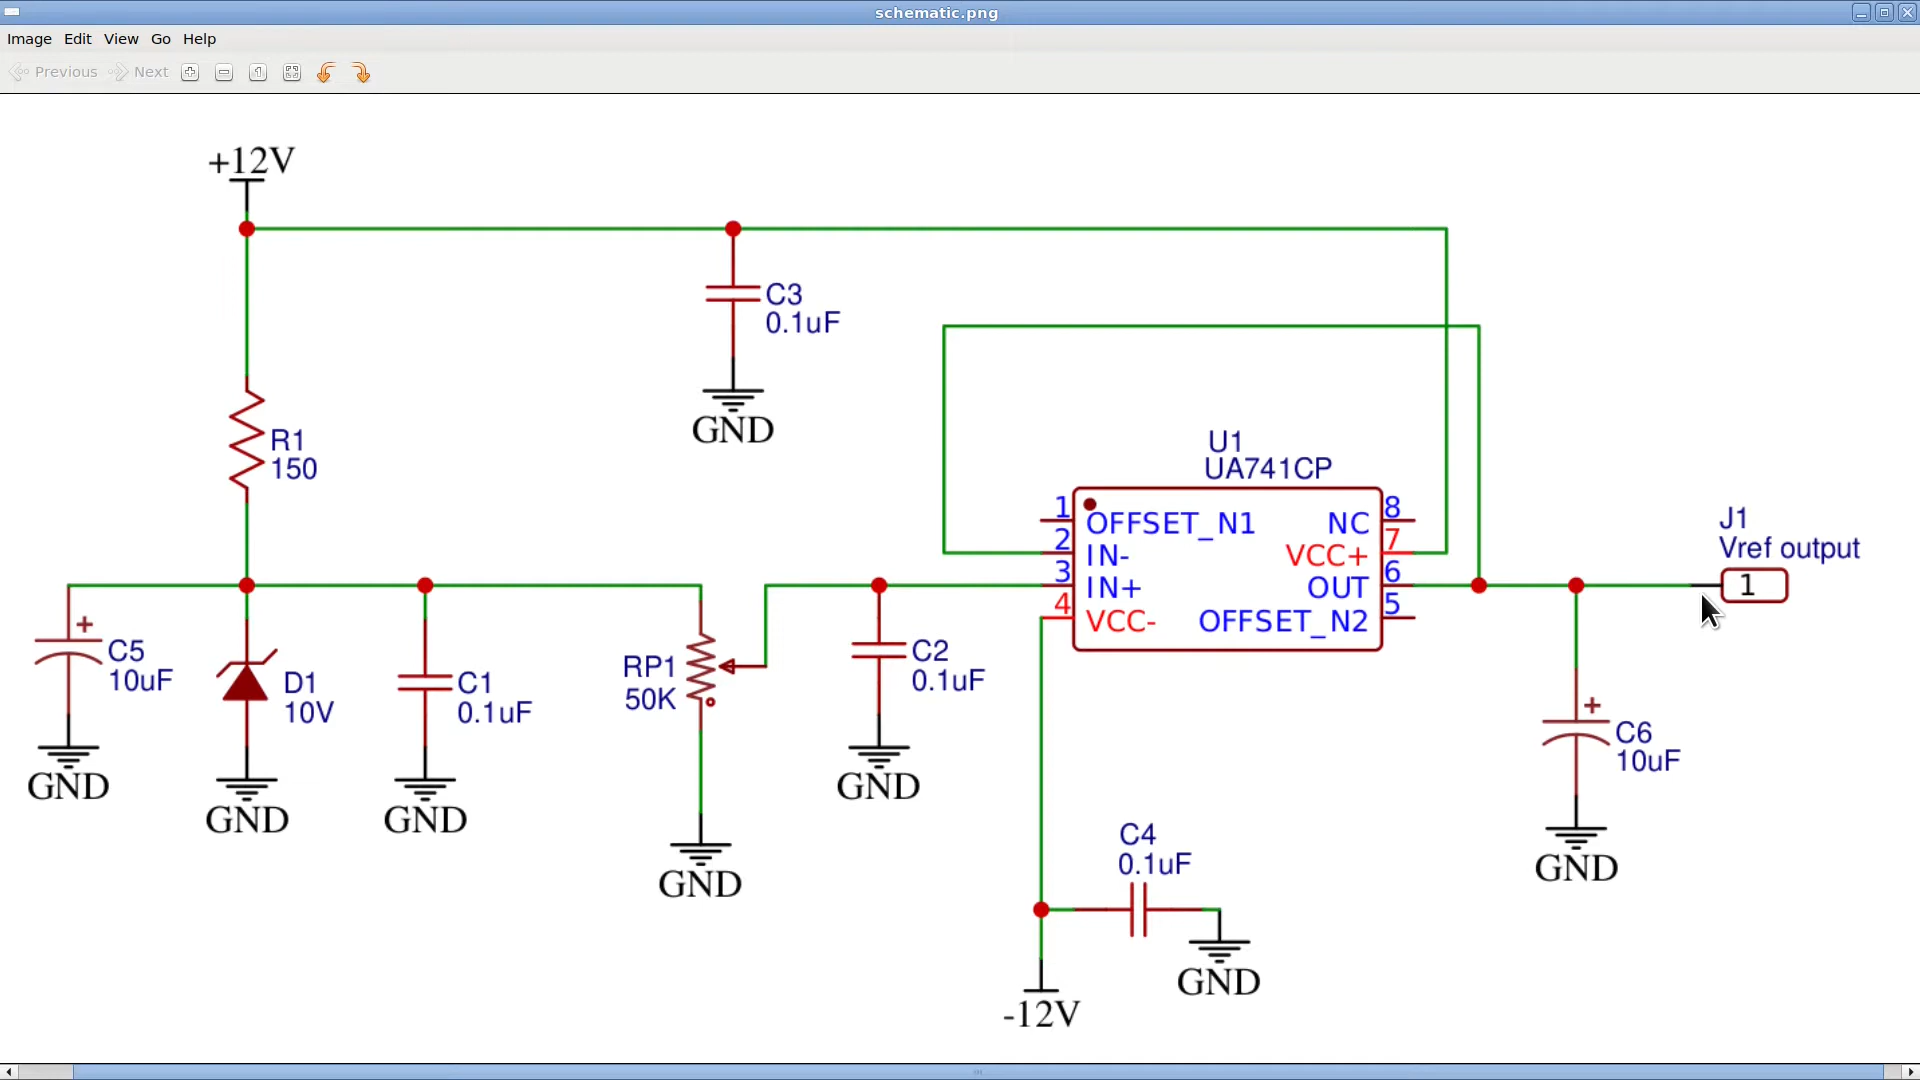 schematic.png
Image Edit View Go Help
Previous Next
+12V
C3
0.1uF
GND
R1
150
U1
UA741CP
1 OFFSET_N1 NC 8
2 IN- VCC+ 7
3 IN+ OUT 6
4 VCC- OFFSET_N2 5
J1
Vref output
1
+
C5
10uF
GND
D1
10V
GND
C1
0.1uF
GND
RP1
50K
GND
C2
0.1uF
GND
+
C6
10uF
GND
C4
0.1uF
GND
-12V